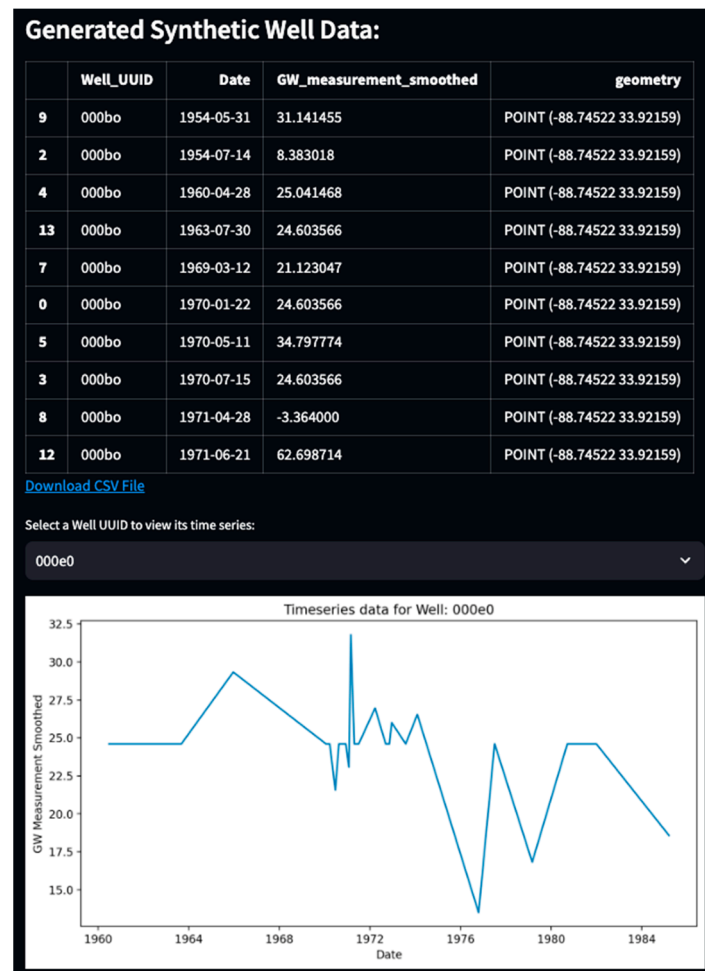 Generated Synthetic Well Data:
Well_UUID Date GW_measurement_smoothed geometry
9 000bo 1954-05-31 31.141455 POINT (-88.74522 33.92159)
2 000bo 1954-07-14 8.383018 POINT (-88.74522 33.92159)
4 000bo 1960-04-28 25.041468 POINT (-88.74522 33.92159)
13 000bo 1963-07-30 24.603566 POINT (-88.74522 33.92159)
7 000bo 1969-03-12 21.123047 POINT (-88.74522 33.92159)
0 000bo 1970-01-22 24.603566 POINT (-88.74522 33.92159)
5 000bo 1970-05-11 34.797774 POINT (-88.74522 33.92159)
3 000bo 1970-07-15 24.603566 POINT (-88.74522 33.92159)
8 000bo 1971-04-28 -3.364000 POINT (-88.74522 33.92159)
12 000bo 1971-06-21 62.698714 POINT (-88.74522 33.92159)
Download CSV File
Select a Well UUID to view its time series:
000e0
Timeseries data for Well: 000e0
GW Measurement Smoothed
32.5
30.0
27.5
25.0
22.5
20.0
17.5
15.0
1960 1964 1968 1972 1976 1980 1984
Date